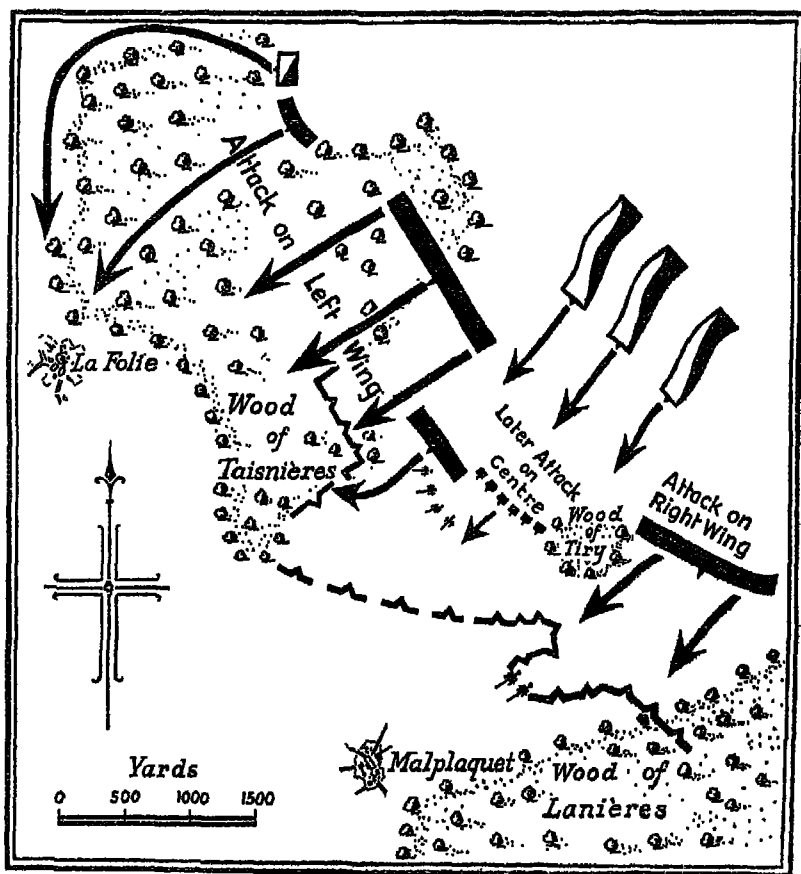 Attack on
Left Wing
La Folie
Wood
of
Taisnières
Later Attack
on
Centre
Wood
of
Tiry
Attack on
Right Wing
Malplaquet
Wood of
Lanières
Yards
0 500 1000 1500